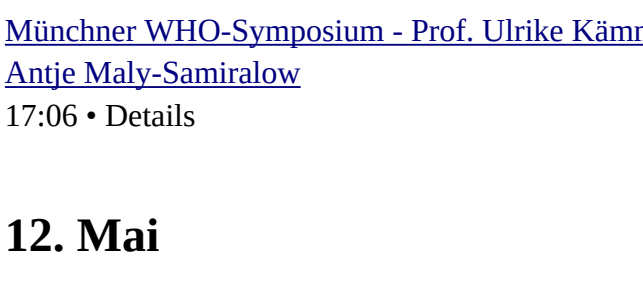 Münchner WHO-Symposium - Prof. Ulrike
Antje Maly-Samiralow
17:06 • Details
12. Mai